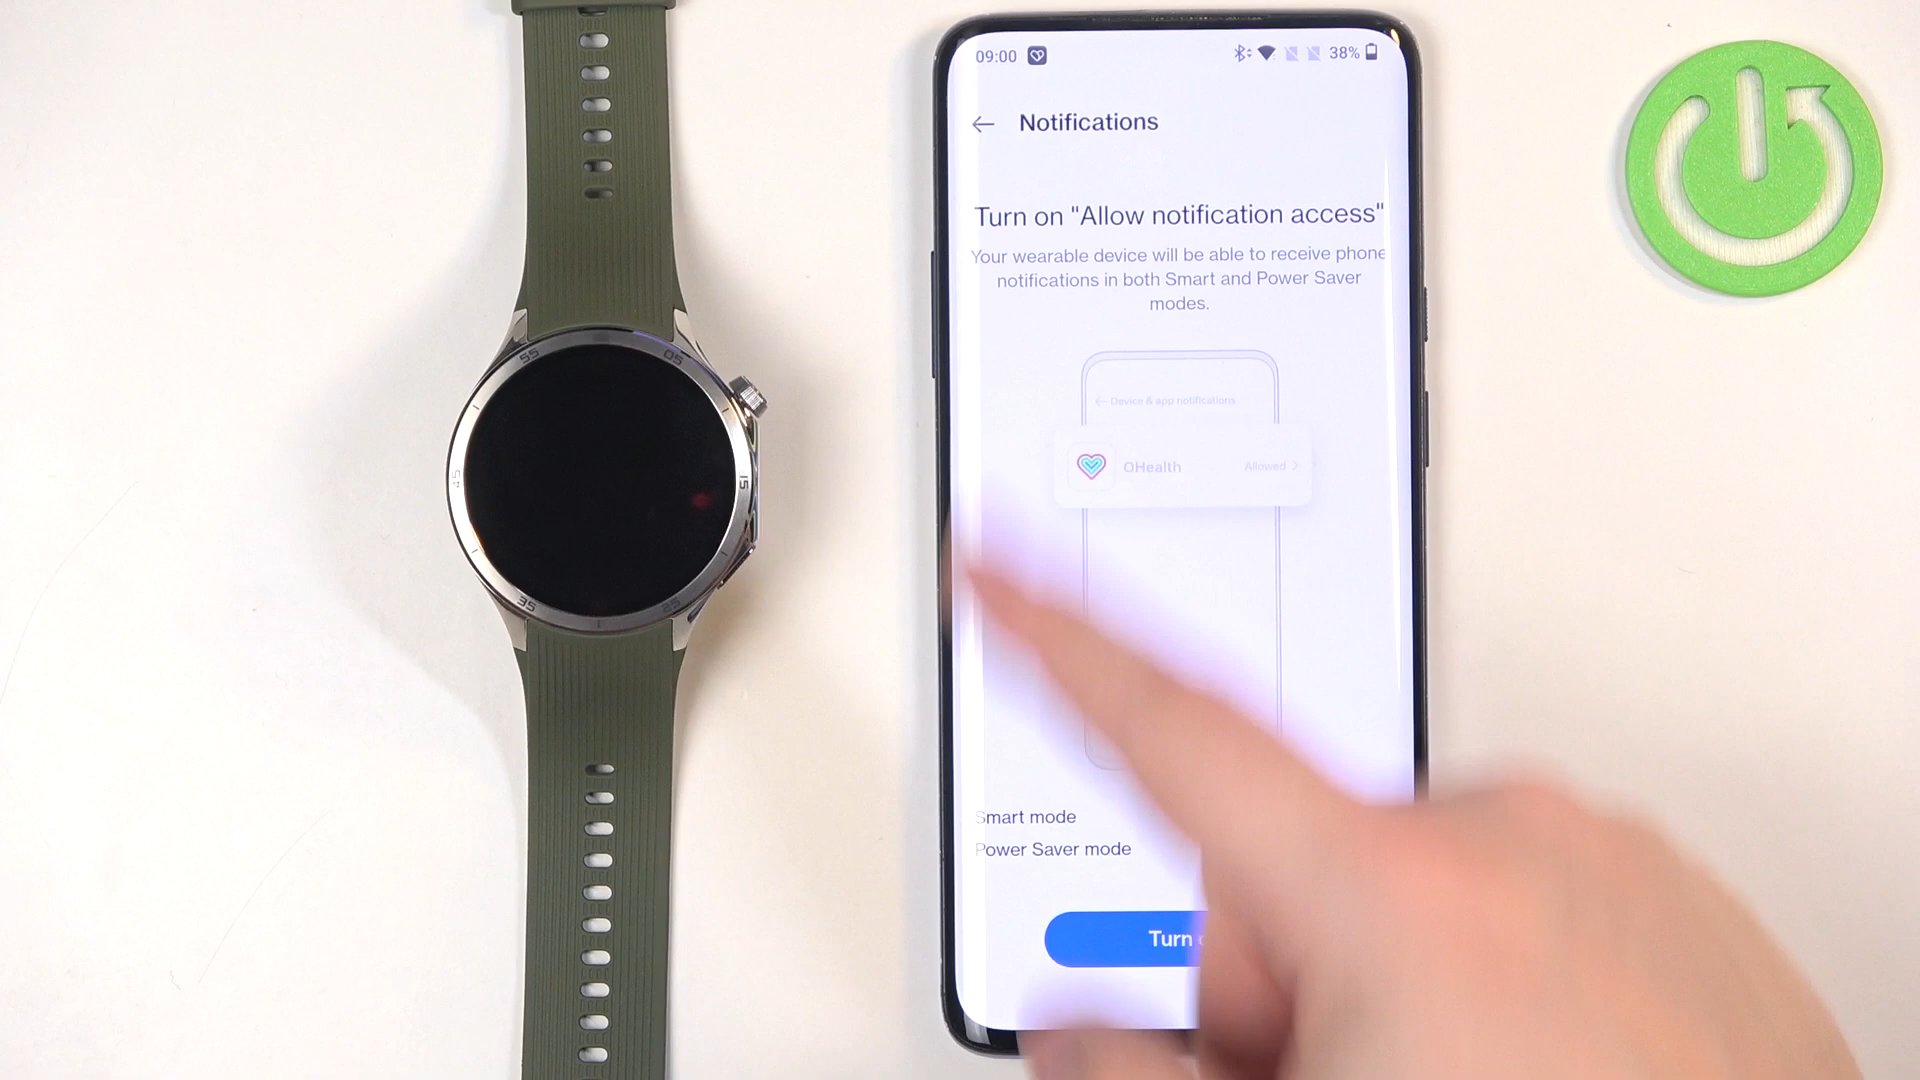 09:00
38%
Notifications
Turn on "Allow notification access"
Your wearable device will be able to receive phone
notifications in both Smart and Power Saver
modes.
Device & app notifications
OHealth
Allowed
Smart mode
Power Saver mode
Turn
55
05
45
15
35
25